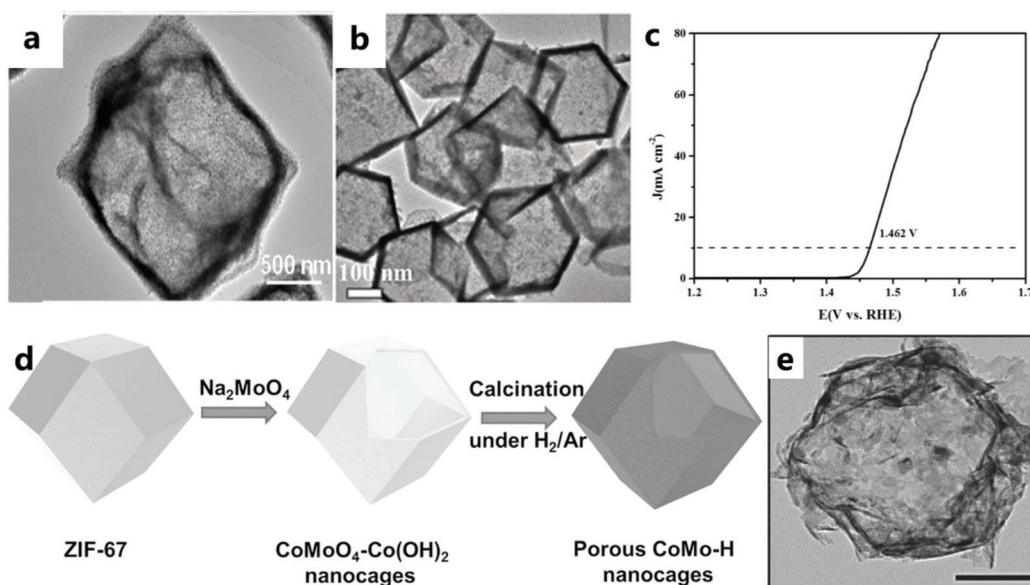 a
500 nm
b
100 nm
c
80
60
40
20
0
J(mA cm⁻²)
1.462 V
1.2 1.3 1.4 1.5 1.6 1.7
E(V vs. RHE)
d
Na₂MoO₄
Calcination
under H₂/Ar
ZIF-67
CoMoO₄-Co(OH)₂
nanocages
Porous CoMo-H
nanocages
e